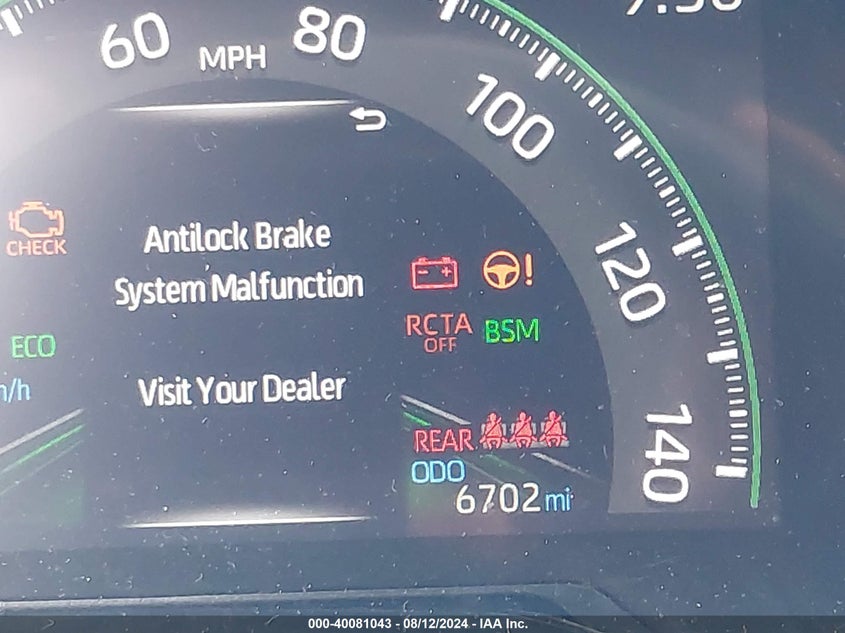 60
MPH
80
100
120
140
CHECK
Antilock Brake
System Malfunction
Visit Your Dealer
ECO
RCTA
OFF
BSM
REAR
ODO
6702 mi
000-40081043 - 08/12/2024 - IAA Inc.